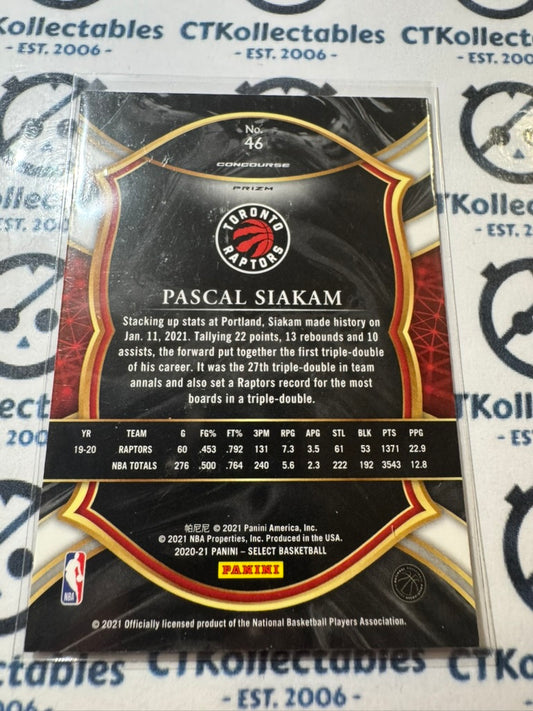 CTKollectables
- EST. 2006 -
CTKollectables
- EST. 2006 -
No.
46
CONCOURSE
PRIZM
TORONTO
RAPTORS
PASCAL SIAKAM
Stacking up stats at Portland, Siakam made history on
Jan. 11, 2021. Tallying 22 points, 13 rebounds and 10
assists, the forward put together the first triple-double
of his career. It was the 27th triple-double in team
annals and also set a Raptors record for the most
boards in a triple-double.
YR TEAM G FG% FT% 3PM RPG APG STL BLK PTS PPG
19-20 RAPTORS 60 .453 .792 131 7.3 3.5 61 53 1371 22.9
NBA TOTALS 276 .500 .764 240 5.6 2.3 222 192 3543 12.8
帕尼尼 © 2021 Panini America, Inc.
© 2021 NBA Properties, Inc. Produced in the USA.
2020-21 PANINI – SELECT BASKETBALL
PANINI
NBA
© 2021 Officially licensed product of the National Basketball Players Association.
CTKollectables
- EST. 2006 -